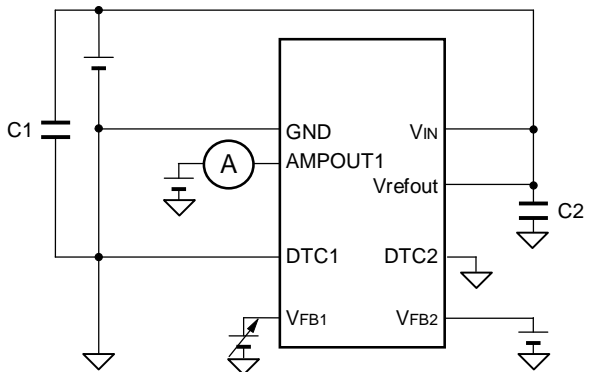 C1
GND
VIN
A
AMPOUT1
Vrefout
C2
DTC1
DTC2
VFB1
VFB2